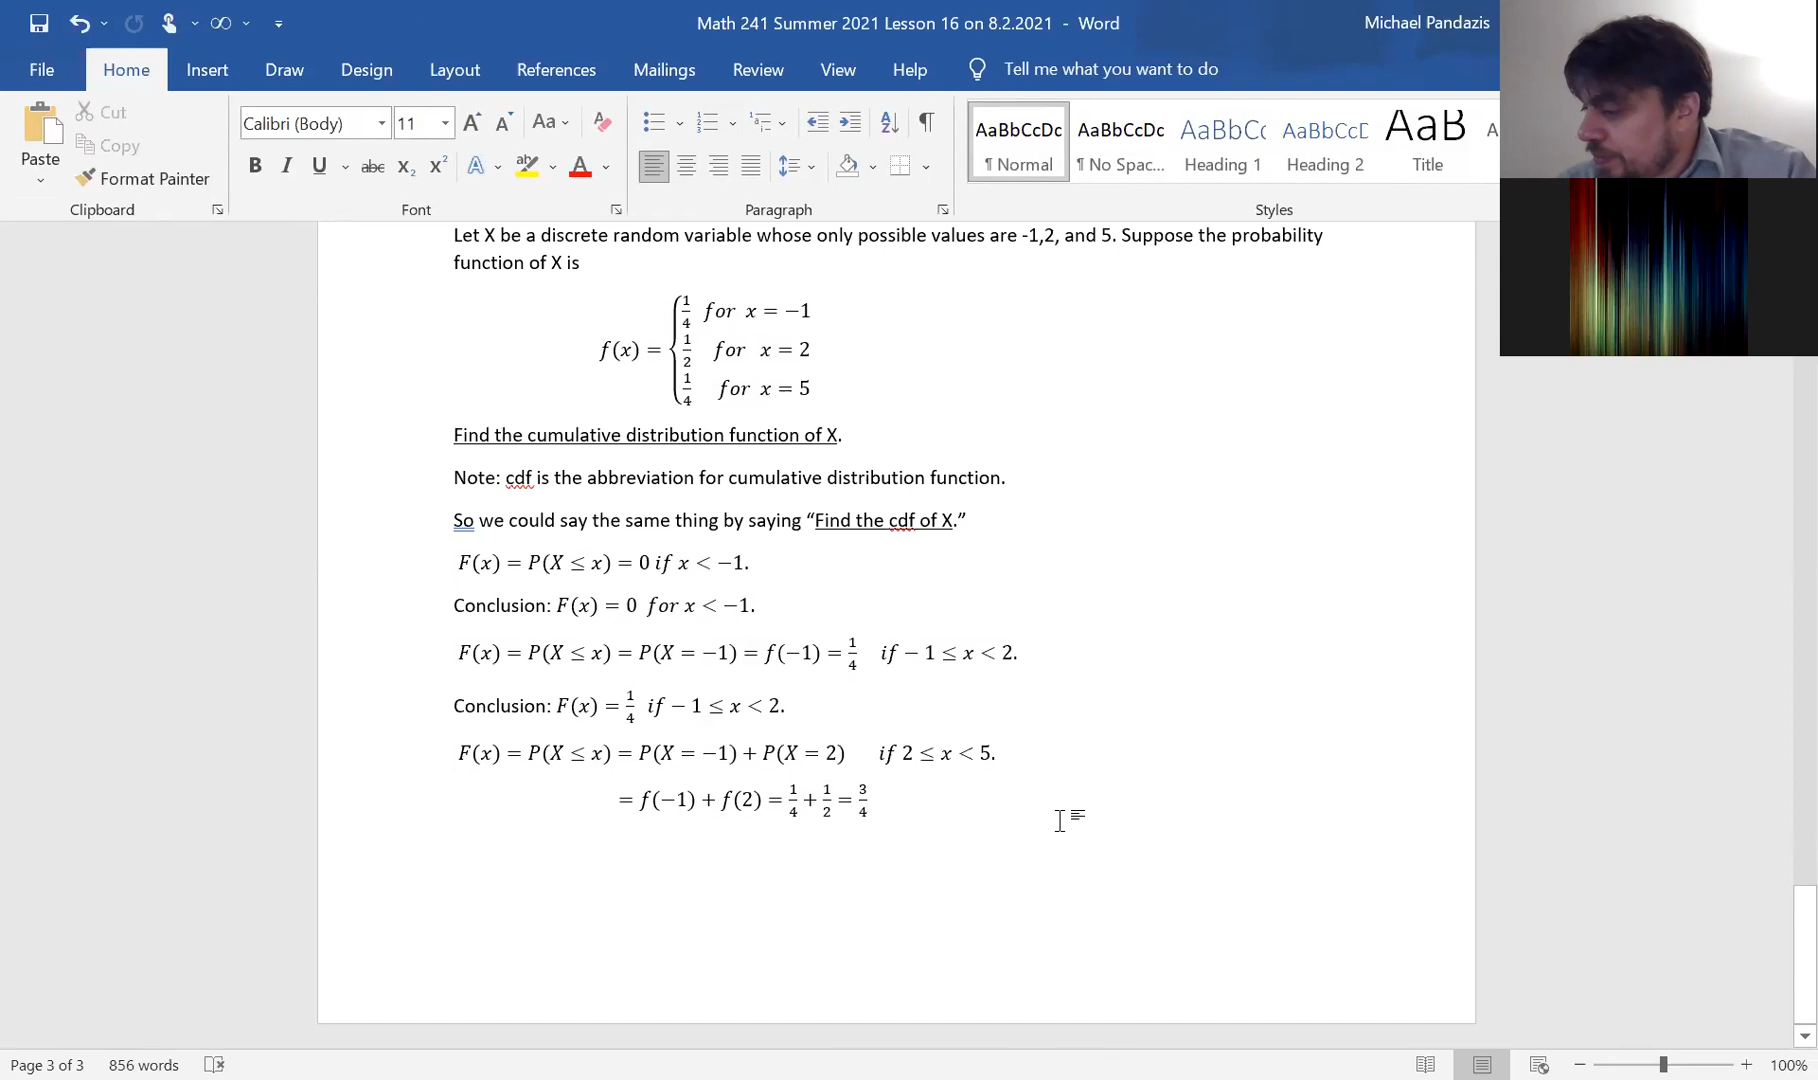 Math 241 Summer 2021 Lesson 16 on 8.2.2021 - Word
Michael Pandazis
File Home Insert Draw Design Layout References Mailings Review View Help Tell me what you want to do
Paste
Cut
Copy
Format Painter
Calibri (Body) 11
AaBbCcDc AaBbCcDc AaBbCc AaBbCcD AaB A
¶ Normal ¶ No Spac... Heading 1 Heading 2 Title
Clipboard Font Paragraph Styles
Let X be a discrete random variable whose only possible values are -1,2, and 5. Suppose the probability
function of X is
f(x) = { 1/4 for x = −1
1/2 for x = 2
1/4 for x = 5
Find the cumulative distribution function of X.
Note: cdf is the abbreviation for cumulative distribution function.
So we could say the same thing by saying “Find the cdf of X.”
F(x) = P(X ≤ x) = 0 if x < −1.
Conclusion: F(x) = 0 for x < −1.
F(x) = P(X ≤ x) = P(X = −1) = f(−1) = 1/4 if − 1 ≤ x < 2.
Conclusion: F(x) = 1/4 if − 1 ≤ x < 2.
F(x) = P(X ≤ x) = P(X = −1) + P(X = 2) if 2 ≤ x < 5.
= f(−1) + f(2) = 1/4 + 1/2 = 3/4
Page 3 of 3 856 words 100%